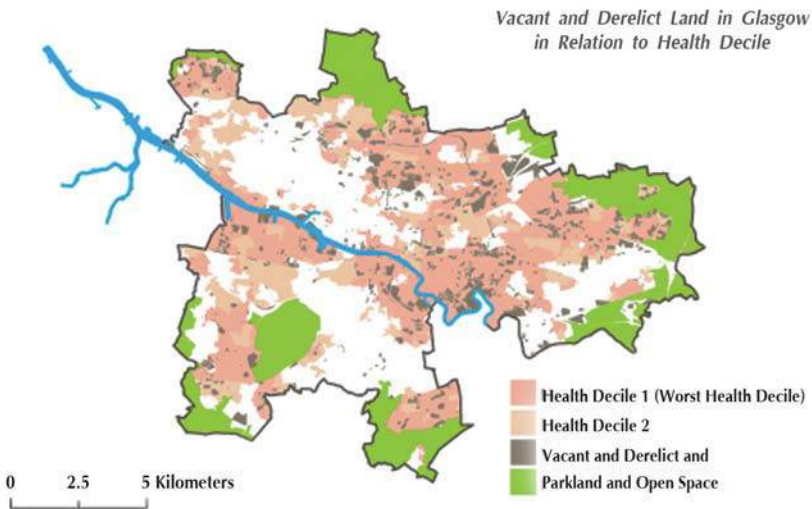 Vacant and Derelict Land in Glasgow
in Relation to Health Decile
Health Decile 1 (Worst Health Decile)
Health Decile 2
Vacant and Derelict and
Parkland and Open Space
0 2.5 5 Kilometers